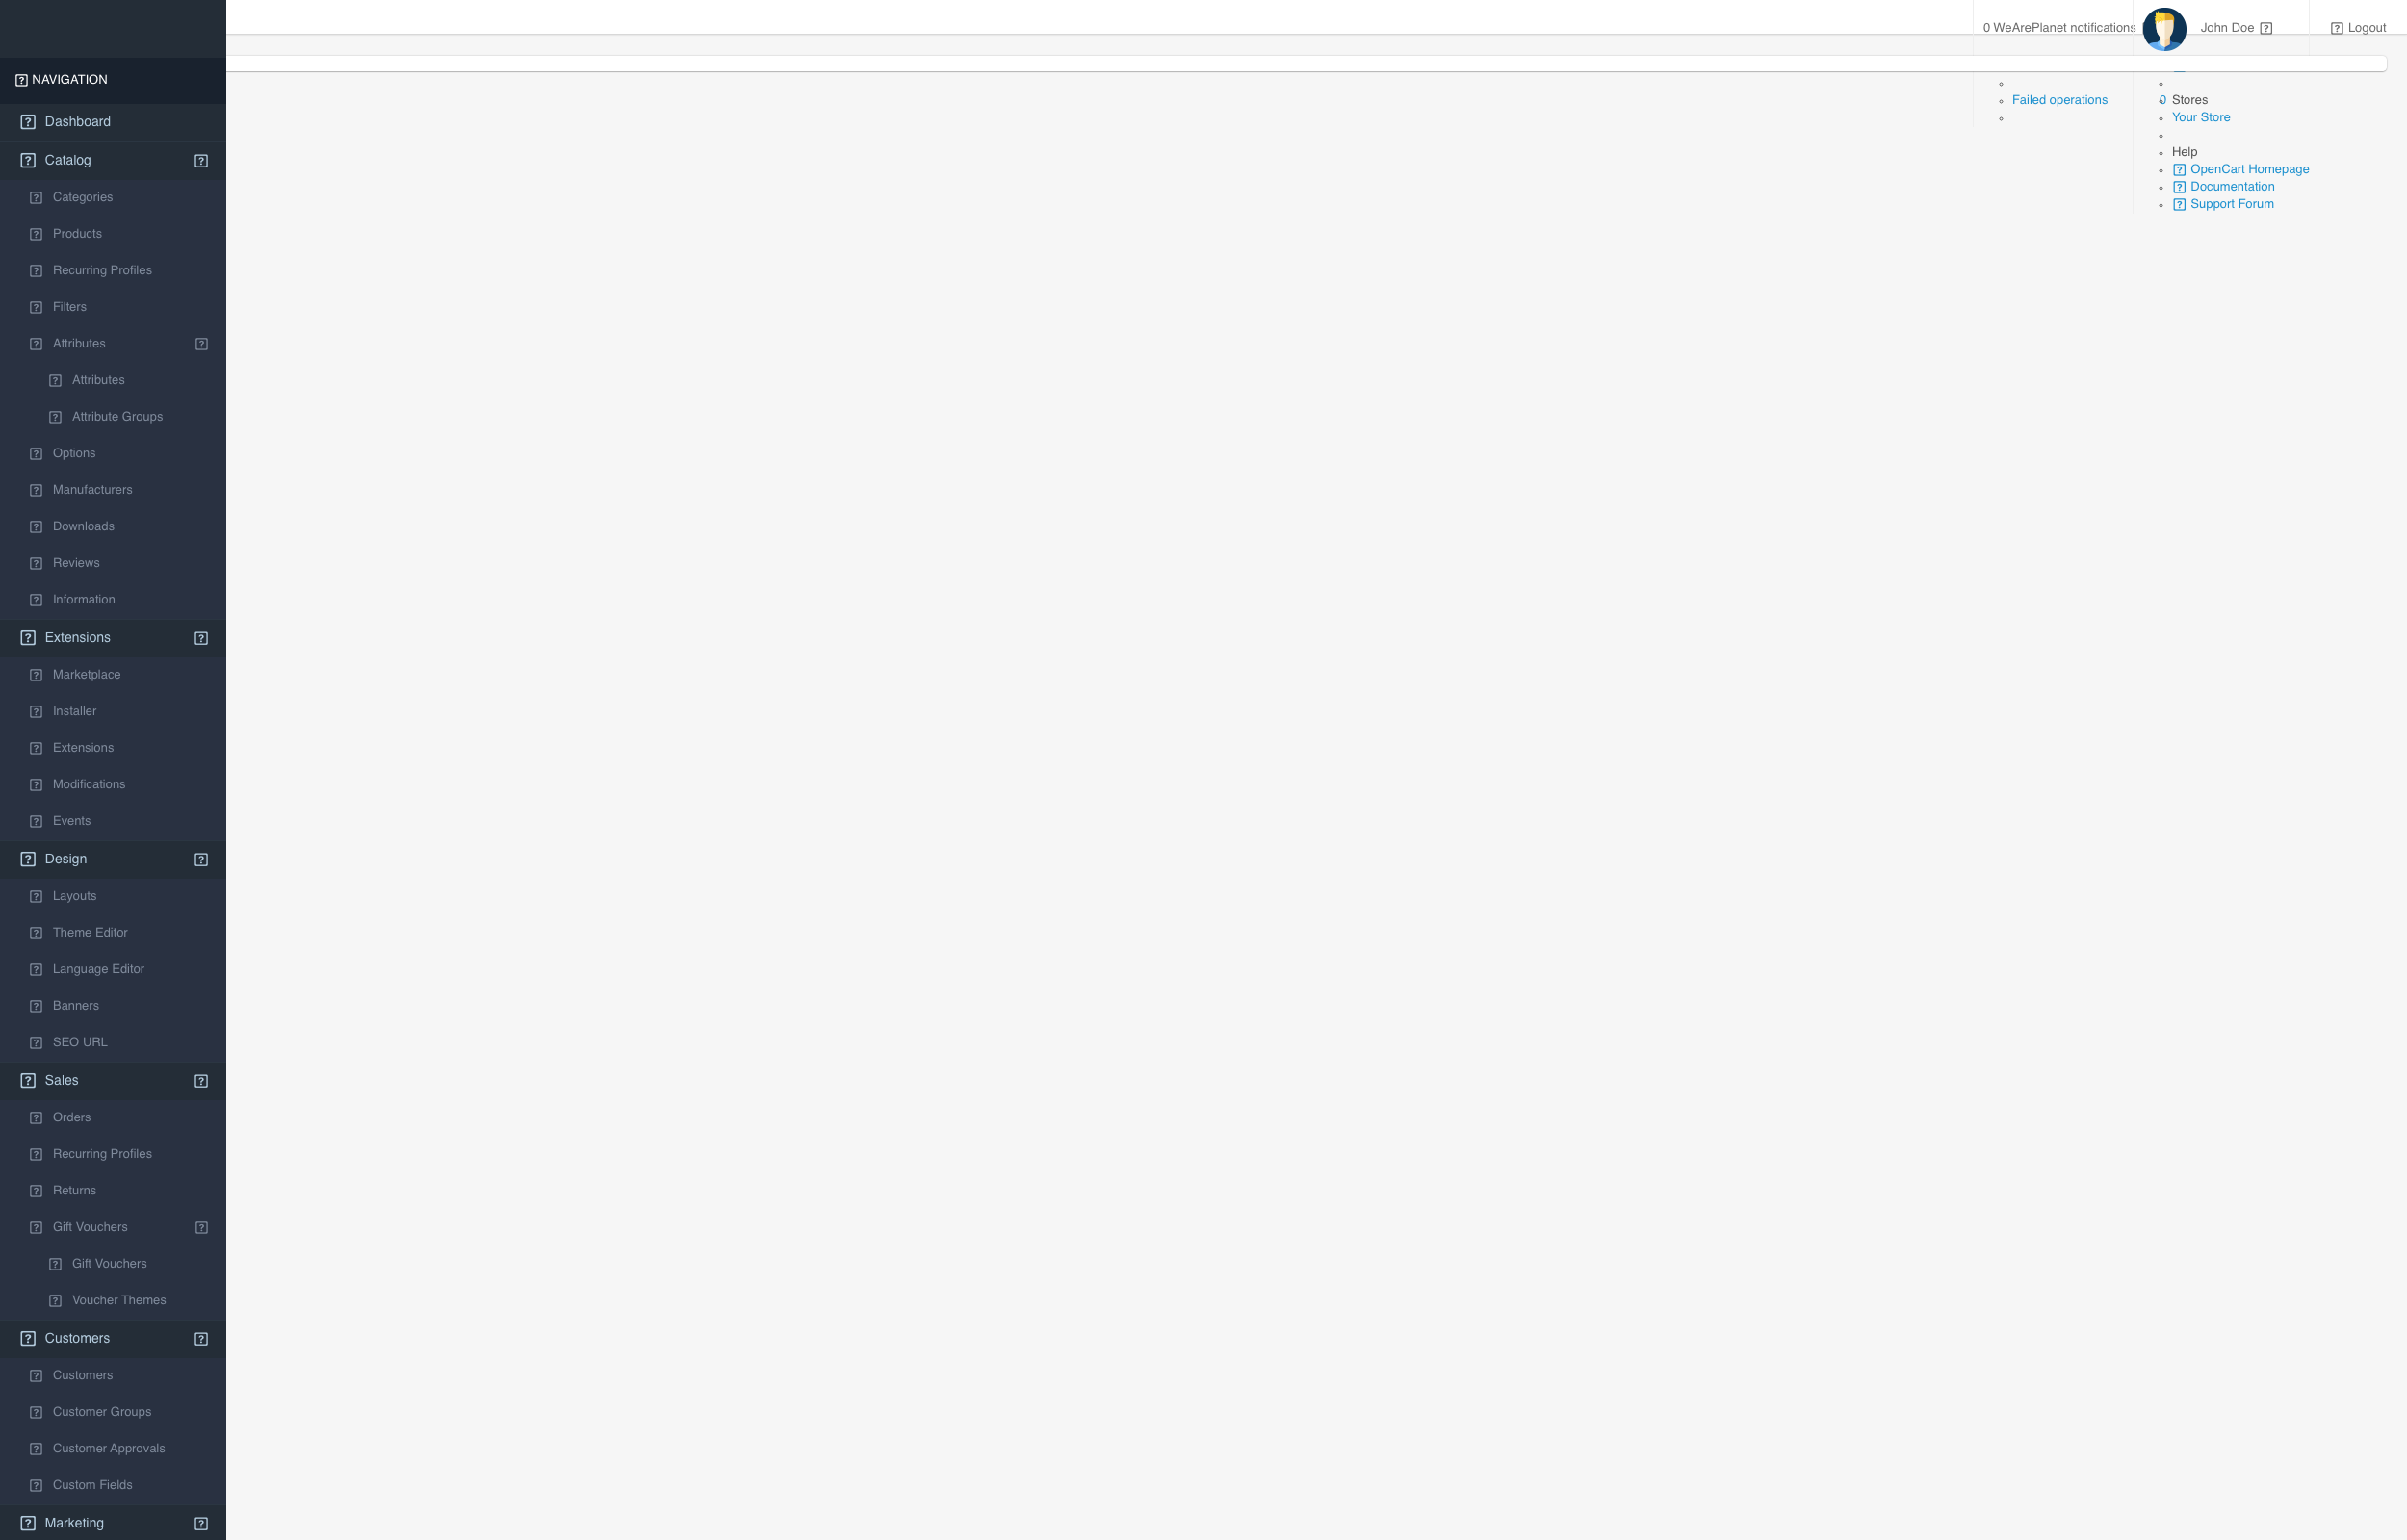 0 WeArePlanet notifications
John Doe
Logout
Failed operations
0
Stores
Your Store
Help
OpenCart Homepage
Documentation
Support Forum
NAVIGATION
Dashboard
Catalog
Categories
Products
Recurring Profiles
Filters
Attributes
Attributes
Attribute Groups
Options
Manufacturers
Downloads
Reviews
Information
Extensions
Marketplace
Installer
Extensions
Modifications
Events
Design
Layouts
Theme Editor
Language Editor
Banners
SEO URL
Sales
Orders
Recurring Profiles
Returns
Gift Vouchers
Gift Vouchers
Voucher Themes
Customers
Customers
Customer Groups
Customer Approvals
Custom Fields
Marketing